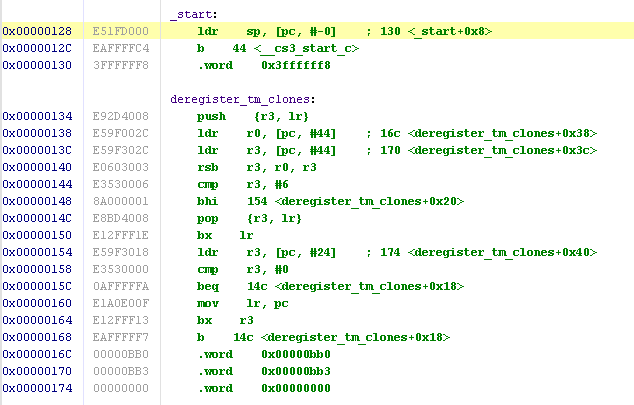 _start:
0x00000128 E51FD000 ldr sp, [pc, #-0] ; 130 <_start+0x8>
0x0000012C EAFFFFC4 b 44 <__cs3_start_c>
0x00000130 3FFFFFF8 .word 0x3ffffff8
deregister_tm_clones:
0x00000134 E92D4008 push {r3, lr}
0x00000138 E59F002C ldr r0, [pc, #44] ; 16c <deregister_tm_clones+0x38>
0x0000013C E59F302C ldr r3, [pc, #44] ; 170 <deregister_tm_clones+0x3c>
0x00000140 E0603003 rsb r3, r0, r3
0x00000144 E3530006 cmp r3, #6
0x00000148 8A000001 bhi 154 <deregister_tm_clones+0x20>
0x0000014C E8BD4008 pop {r3, lr}
0x00000150 E12FFF1E bx lr
0x00000154 E59F3018 ldr r3, [pc, #24] ; 174 <deregister_tm_clones+0x40>
0x00000158 E3530000 cmp r3, #0
0x0000015C 0AFFFFFA beq 14c <deregister_tm_clones+0x18>
0x00000160 E1A0E00F mov lr, pc
0x00000164 E12FFF13 bx r3
0x00000168 EAFFFFF7 b 14c <deregister_tm_clones+0x18>
0x0000016C 00000BB0 .word 0x00000bb0
0x00000170 00000BB3 .word 0x00000bb3
0x00000174 00000000 .word 0x00000000